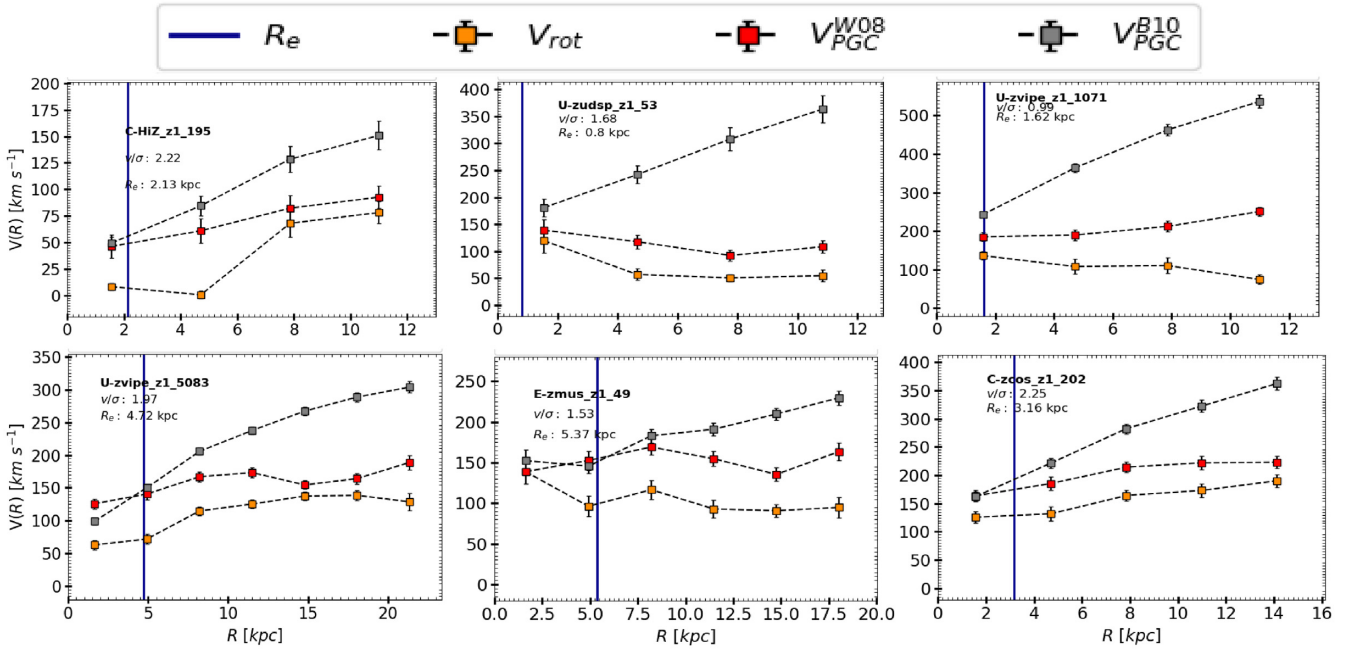 R_e V_rot V_PGC^W08 V_PGC^B10
V(R) [km s⁻¹]
200
175
150
125
100
75
50
25
0
C-HiZ_z1_195
v/σ: 2.22
R_e: 2.13 kpc
0 2 4 6 8 10 12
400
350
300
250
200
150
100
50
0
U-zudsp_z1_53
v/σ: 1.68
R_e: 0.8 kpc
0 2 4 6 8 10 12
500
400
300
200
100
0
U-zvipe_z1_1071
v/σ: 0.99
R_e: 1.62 kpc
0 2 4 6 8 10 12
V(R) [km s⁻¹]
350
300
250
200
150
100
50
0
U-zvipe_z1_5083
v/σ: 1.97
R_e: 4.72 kpc
0 5 10 15 20
R [kpc]
250
200
150
100
50
0
E-zmus_z1_49
v/σ: 1.53
R_e: 5.37 kpc
0.0 2.5 5.0 7.5 10.0 12.5 15.0 17.5 20.0
R [kpc]
400
350
300
250
200
150
100
50
0
C-zcos_z1_202
v/σ: 2.25
R_e: 3.16 kpc
0 2 4 6 8 10 12 14 16
R [kpc]